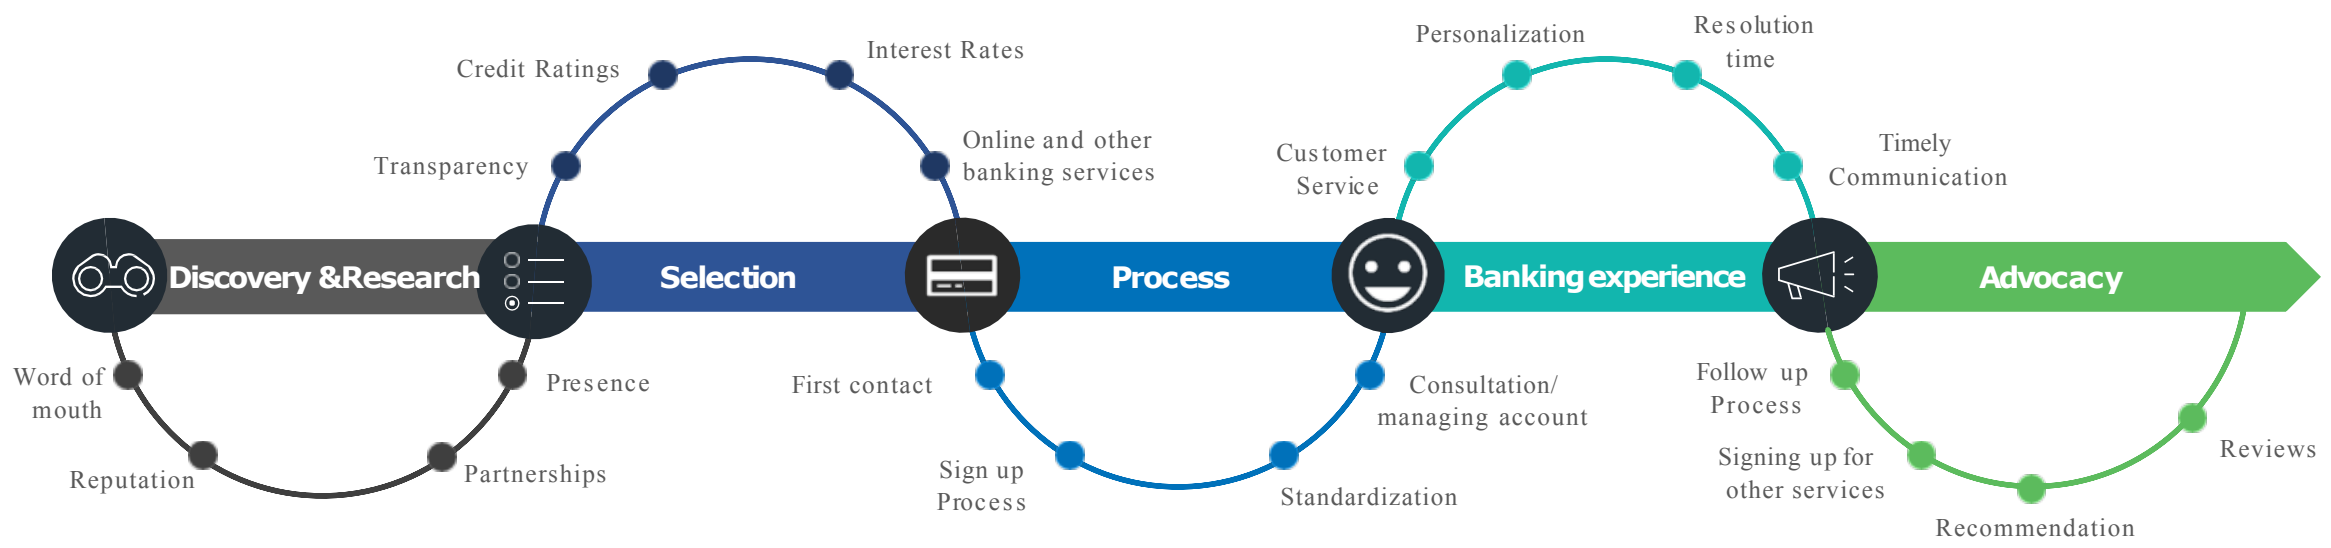 Discovery &Research
Word of
mouth
Reputation
Partnerships
Presence
Selection
Transparency
Credit Ratings
Interest Rates
Online and other
banking services
Process
First contact
Sign up
Process
Standardization
Consultation/
managing account
Banking experience
Customer
Service
Personalization
Resolution
time
Timely
Communication
Advocacy
Follow up
Process
Signing up for
other services
Recommendation
Reviews